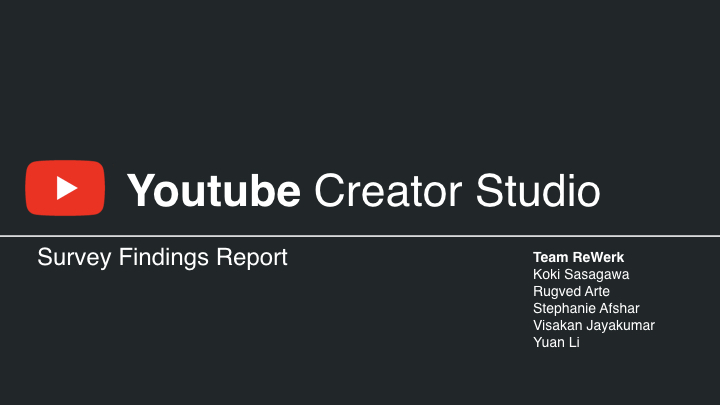 Youtube Creator Studio
Survey Findings Report
Team ReWerk
Koki Sasagawa
Rugved Arte
Stephanie Afshar
Visakan Jayakumar
Yuan Li